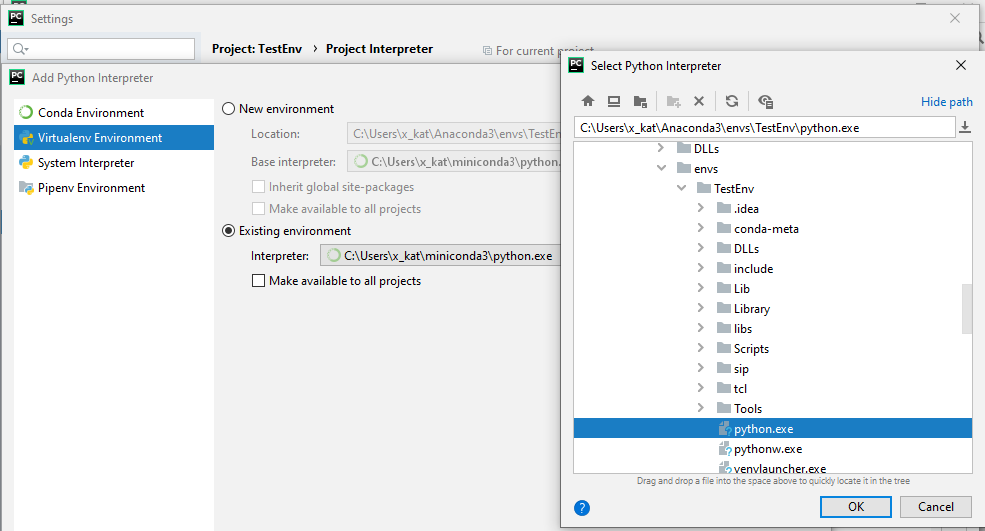 PC Settings
Project: TestEnv › Project Interpreter
For current project
PC Add Python Interpreter
Conda Environment
Virtualenv Environment
System Interpreter
Pipenv Environment
New environment
Location: C:\Users\x_kat\Anaconda3\envs\TestEn
Base interpreter: C:\Users\x_kat\miniconda3\python.
Inherit global site-packages
Make available to all projects
Existing environment
Interpreter: C:\Users\x_kat\miniconda3\python.exe
Make available to all projects
PC Select Python Interpreter
Hide path
C:\Users\x_kat\Anaconda3\envs\TestEnv\python.exe
DLLs
envs
TestEnv
.idea
conda-meta
DLLs
include
Lib
Library
libs
Scripts
sip
tcl
Tools
python.exe
pythonw.exe
venvlauncher.exe
Drag and drop a file into the space above to quickly locate it in the tree
? OK Cancel